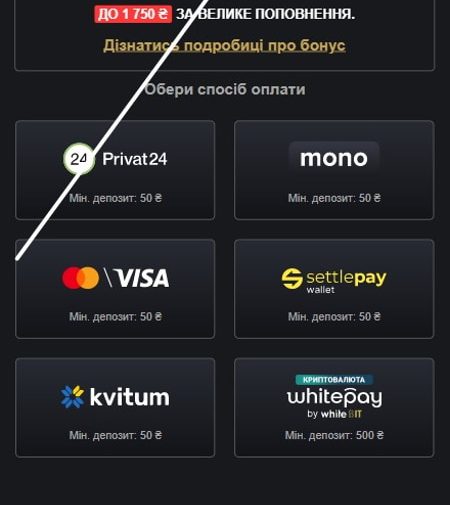 ДО 1 750 ₴ ЗА ВЕЛИКЕ ПОПОВНЕННЯ.
Дізнатись подробиці про бонус
Обери спосіб оплати
24 Privat24
mono
Мін. депозит: 50 ₴
Мін. депозит: 50 ₴
VISA
settlepay
wallet
Мін. депозит: 50 ₴
Мін. депозит: 50 ₴
kvitum
КРИПТОВАЛЮТА
whitepay
by whiteBIT
Мін. депозит: 50 ₴
Мін. депозит: 500 ₴